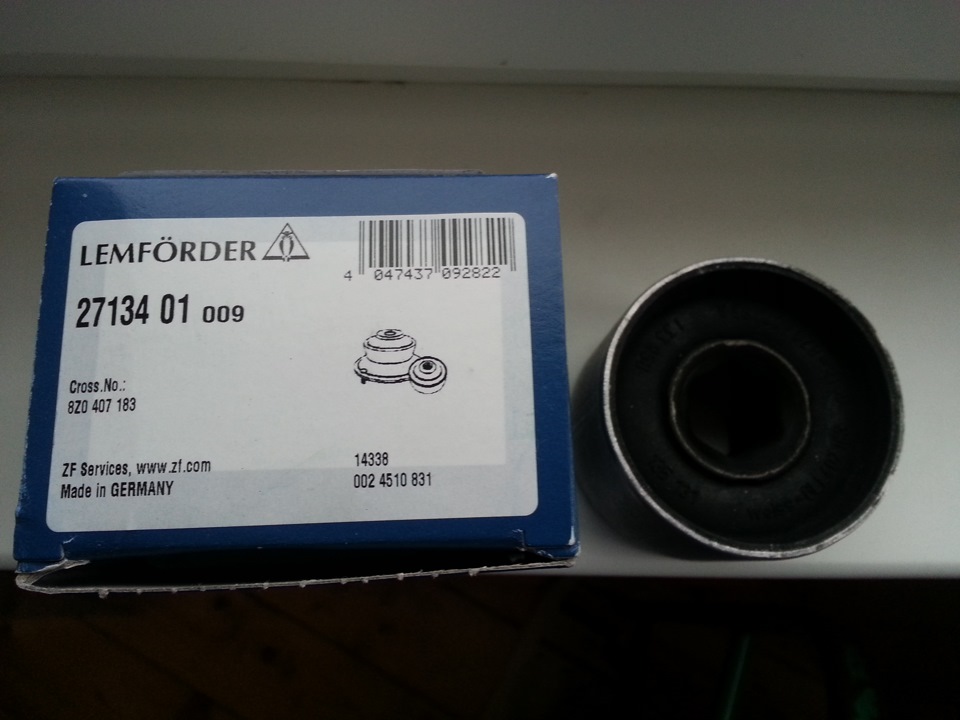 LEMFÖRDER
4 047437 092822
27134 01 009
Cross.No.:
8Z0 407 183
ZF Services, www.zf.com
Made in GERMANY
14338
002 4510 831